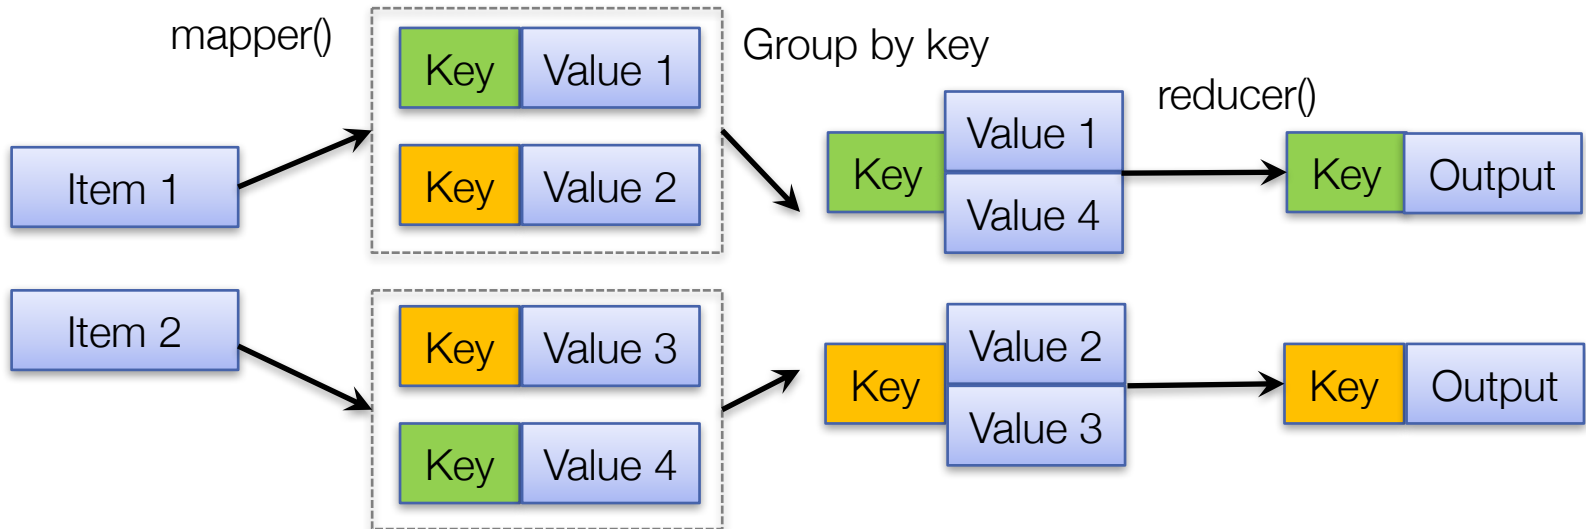 mapper()
Group by key
reducer()
Item 1
Key Value 1
Key Value 2
Key Value 1
Value 4
Key Output
Item 2
Key Value 3
Key Value 4
Key Value 2
Value 3
Key Output